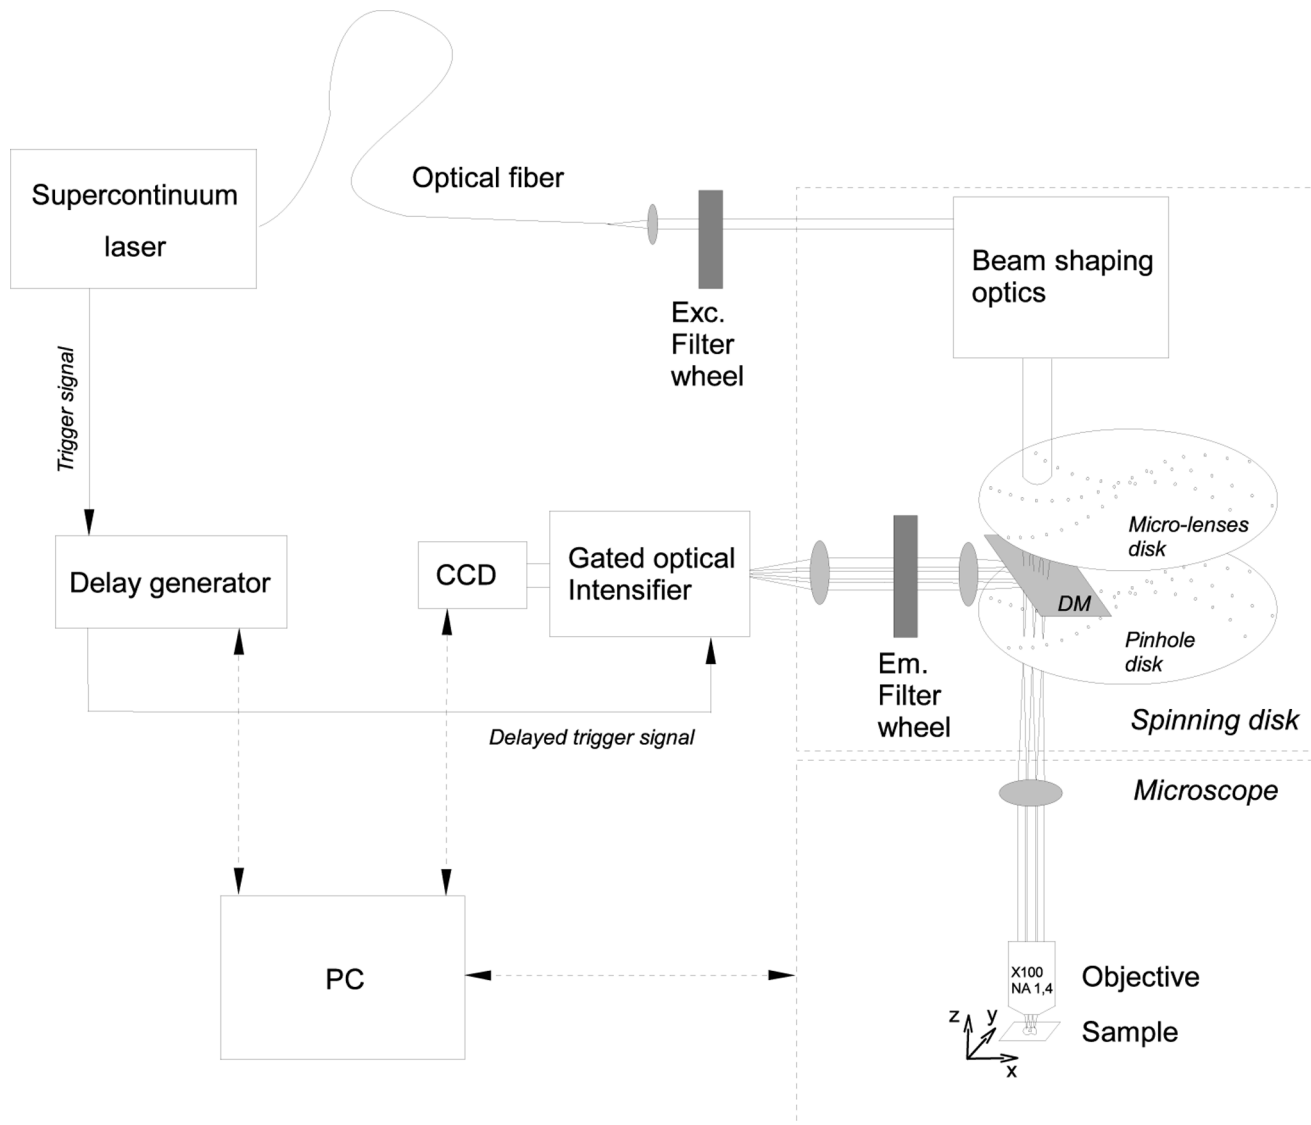 Supercontinuum
laser
Optical fiber
Exc.
Filter
wheel
Beam shaping
optics
Trigger signal
Micro-lenses
disk
Delay generator
CCD
Gated optical
Intensifier
DM
Pinhole
disk
Em.
Filter
wheel
Spinning disk
Delayed trigger signal
Microscope
PC
X100
NA 1,4
Objective
Sample
z
y
x